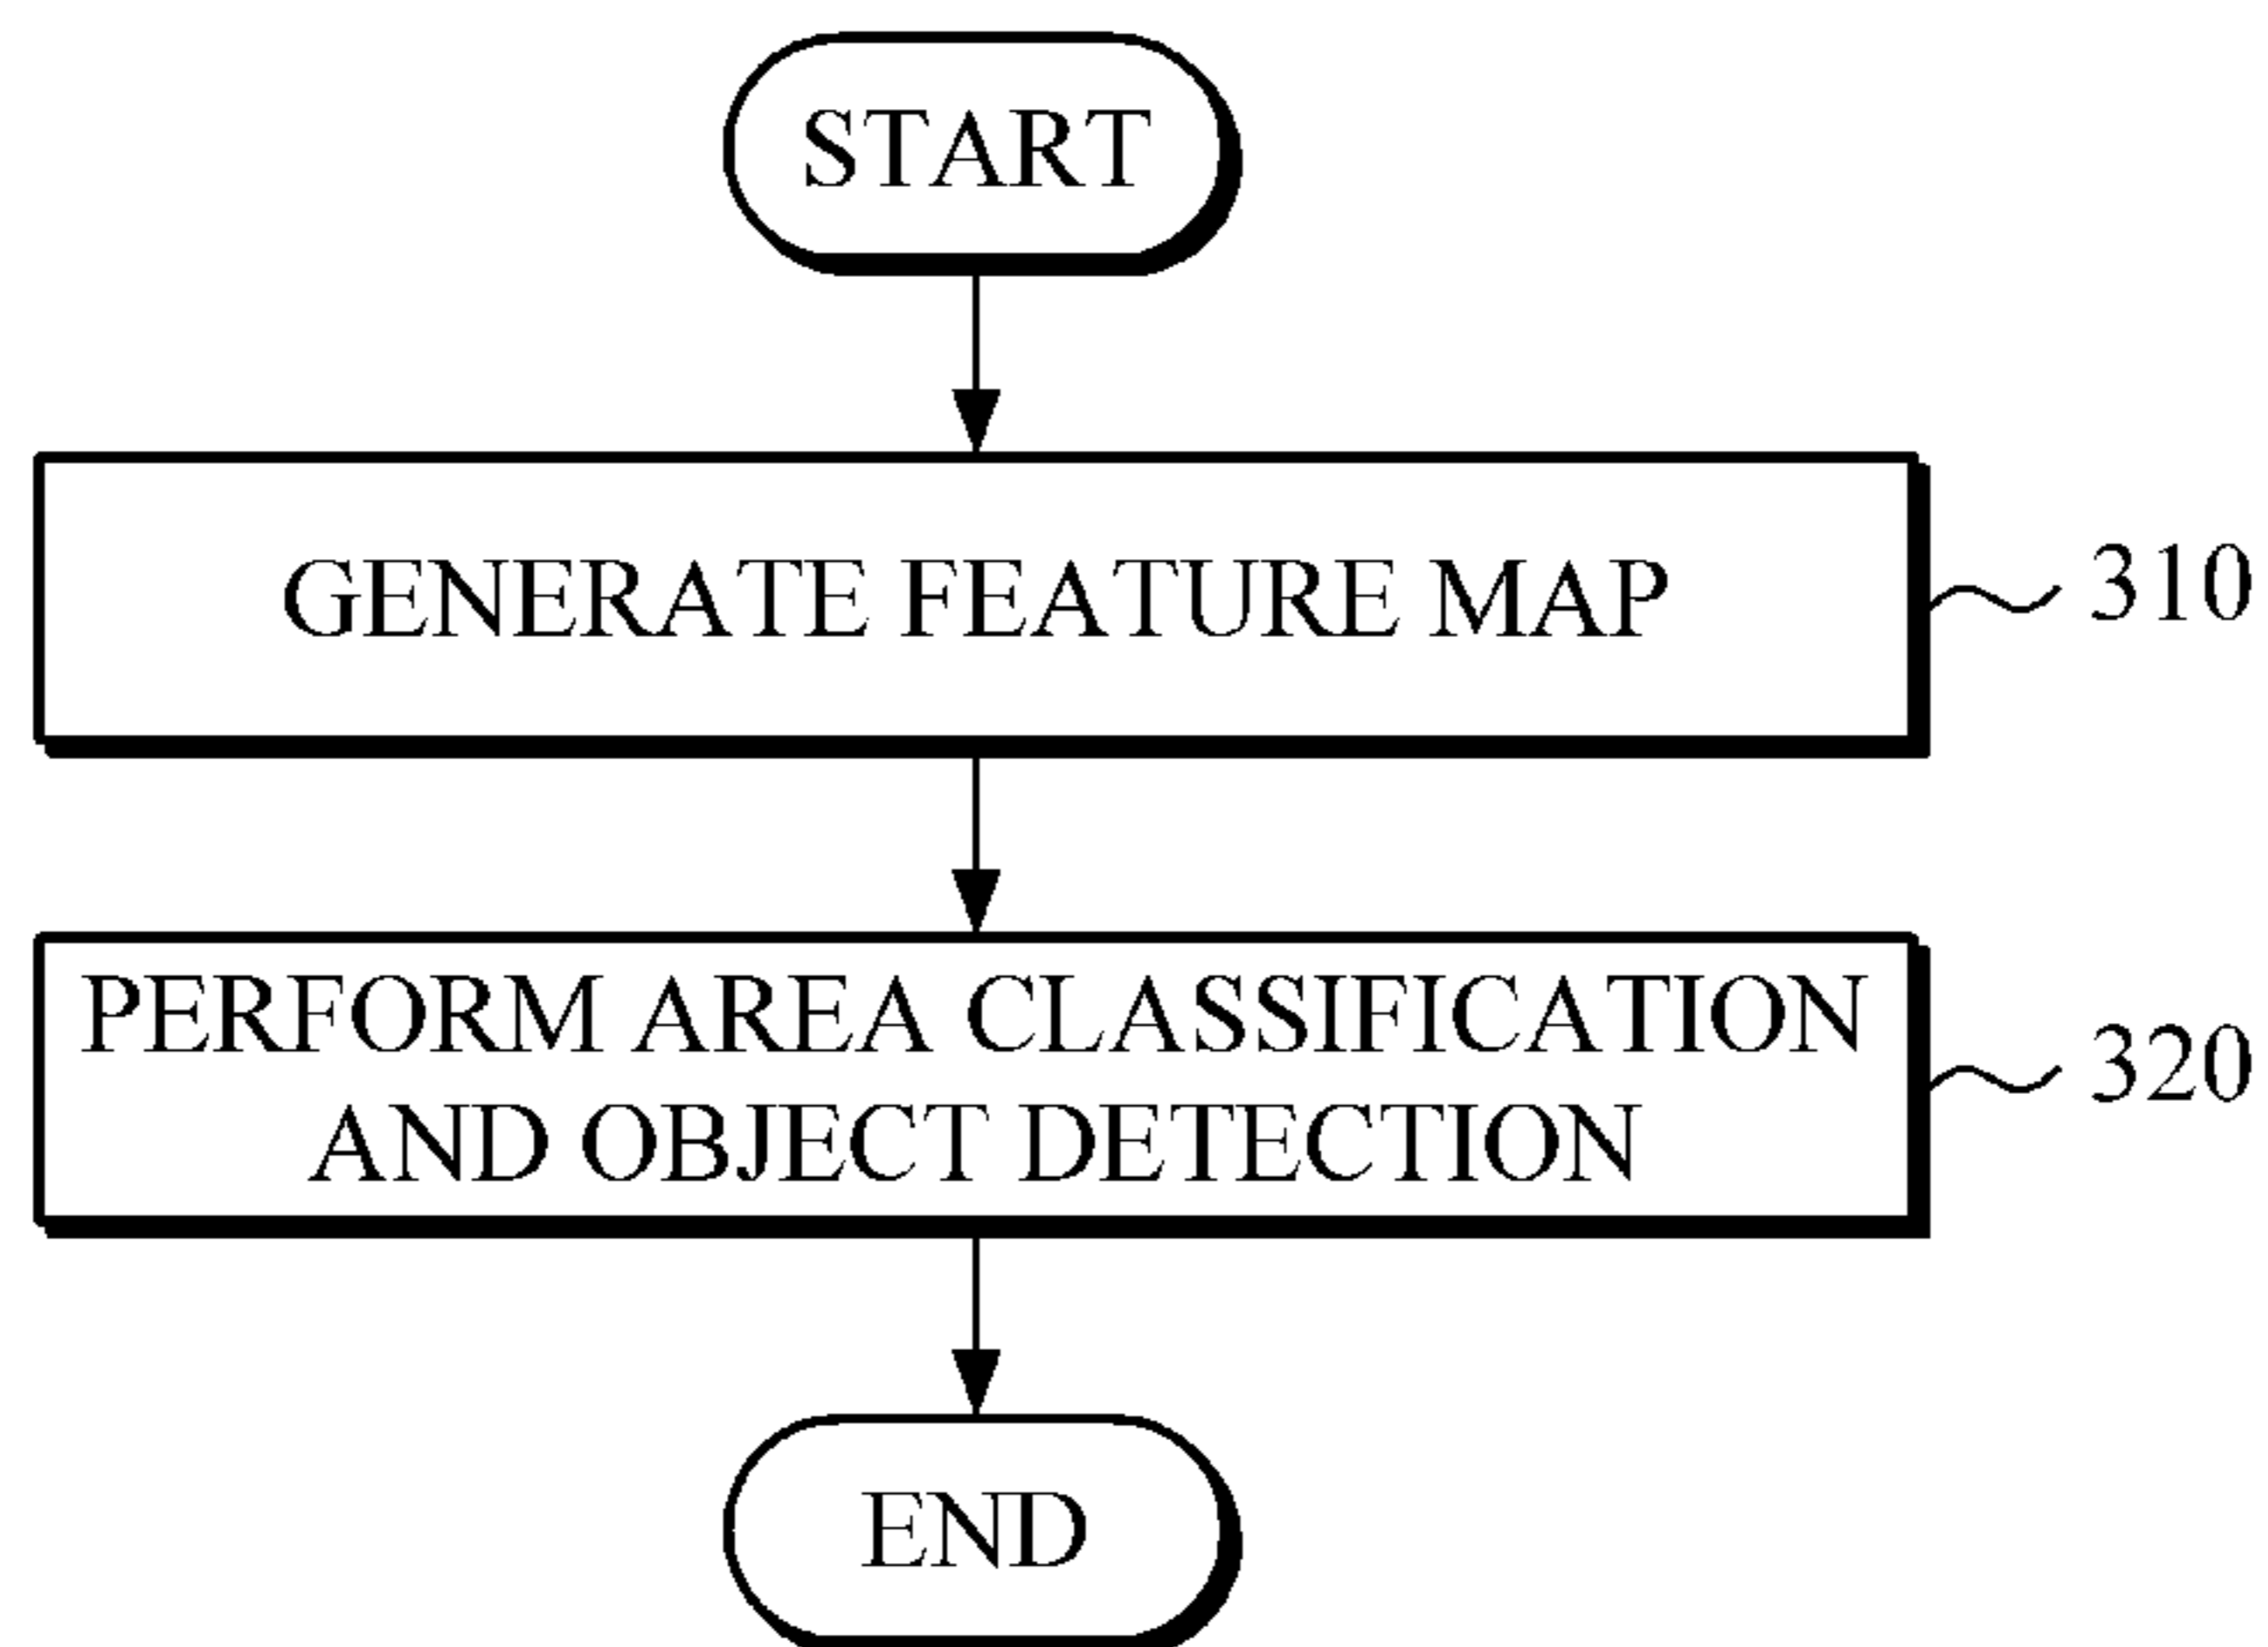 START
GENERATE FEATURE MAP
310
PERFORM AREA CLASSIFICATION
AND OBJECT DETECTION
320
END